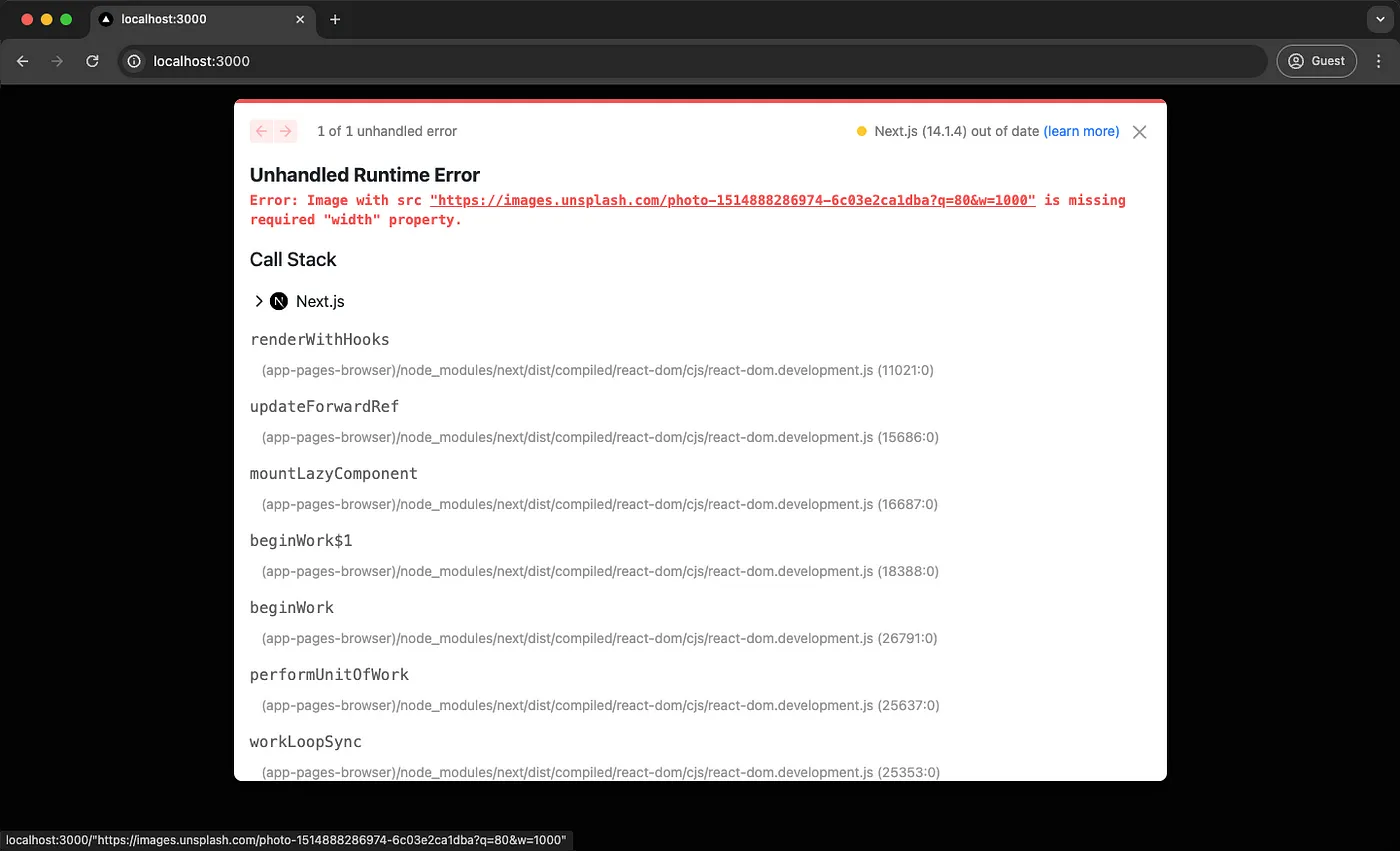 localhost:3000
localhost:3000
Guest
1 of 1 unhandled error
Next.js (14.1.4) out of date (learn more)
Unhandled Runtime Error
Error: Image with src "https://images.unsplash.com/photo-1514888286974-6c03e2ca1dba?q=80&w=1000" is missing
required "width" property.
Call Stack
N Next.js
renderWithHooks
(app-pages-browser)/node_modules/next/dist/compiled/react-dom/cjs/react-dom.development.js (11021:0)
updateForwardRef
(app-pages-browser)/node_modules/next/dist/compiled/react-dom/cjs/react-dom.development.js (15686:0)
mountLazyComponent
(app-pages-browser)/node_modules/next/dist/compiled/react-dom/cjs/react-dom.development.js (16687:0)
beginWork$1
(app-pages-browser)/node_modules/next/dist/compiled/react-dom/cjs/react-dom.development.js (18388:0)
beginWork
(app-pages-browser)/node_modules/next/dist/compiled/react-dom/cjs/react-dom.development.js (26791:0)
performUnitOfWork
(app-pages-browser)/node_modules/next/dist/compiled/react-dom/cjs/react-dom.development.js (25637:0)
workLoopSync
(app-pages-browser)/node_modules/next/dist/compiled/react-dom/cjs/react-dom.development.js (25353:0)
localhost:3000/"https://images.unsplash.com/photo-1514888286974-6c03e2ca1dba?q=80&w=1000"